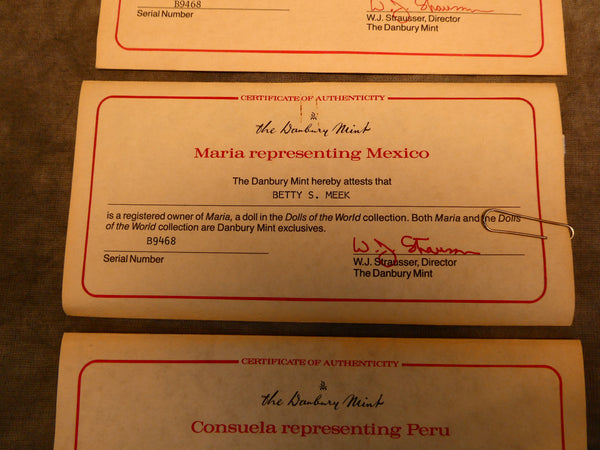 B9468
Serial Number
W.J. Strausser
W.J. Strausser, Director
The Danbury Mint
CERTIFICATE OF AUTHENTICITY
the Danbury Mint
Maria representing Mexico
The Danbury Mint hereby attests that
BETTY S. MEEK
is a registered owner of Maria, a doll in the Dolls of the World collection. Both Maria and the Dolls
of the World collection are Danbury Mint exclusives.
B9468
Serial Number
W.J. Strausser
W.J. Strausser, Director
The Danbury Mint
CERTIFICATE OF AUTHENTICITY
the Danbury Mint
Consuela representing Peru